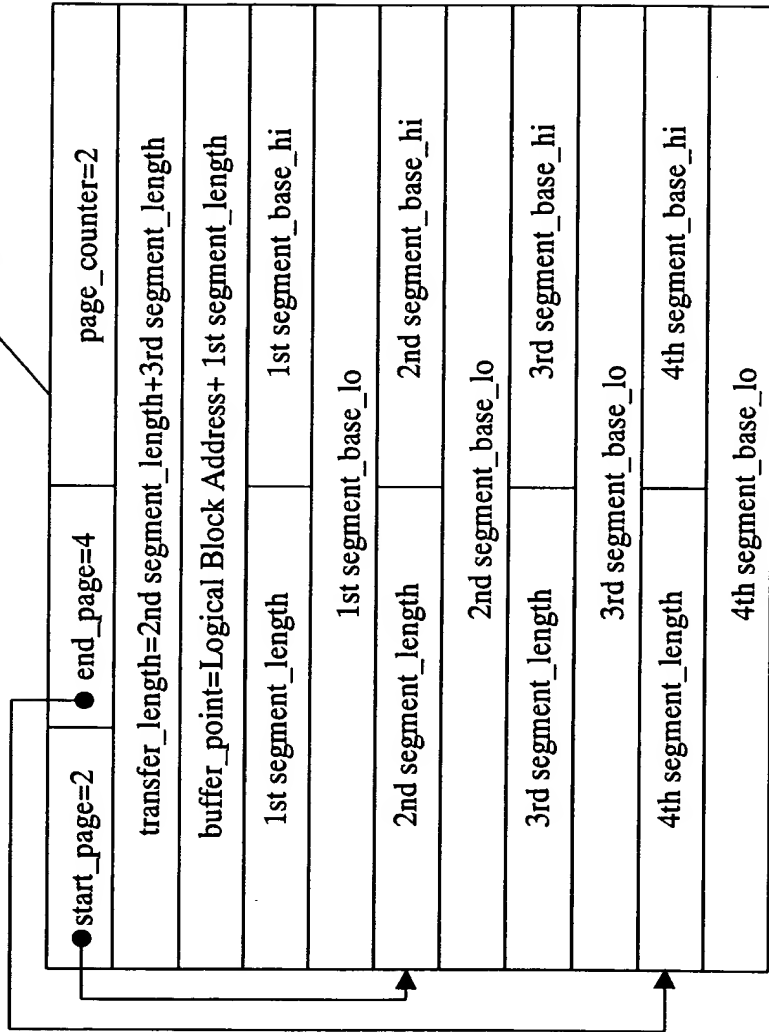 start_page=2 end_page=4 page_counter=2
transfer_length=2nd segment_length+3rd segment_length
buffer_point=Logical Block Address+ 1st segment_length
1st segment_length 1st segment_base_hi
1st segment_base_lo
2nd segment_length 2nd segment_base_hi
2nd segment_base_lo
3rd segment_length 3rd segment_base_hi
3rd segment_base_lo
4th segment_length 4th segment_base_hi
4th segment_base_lo